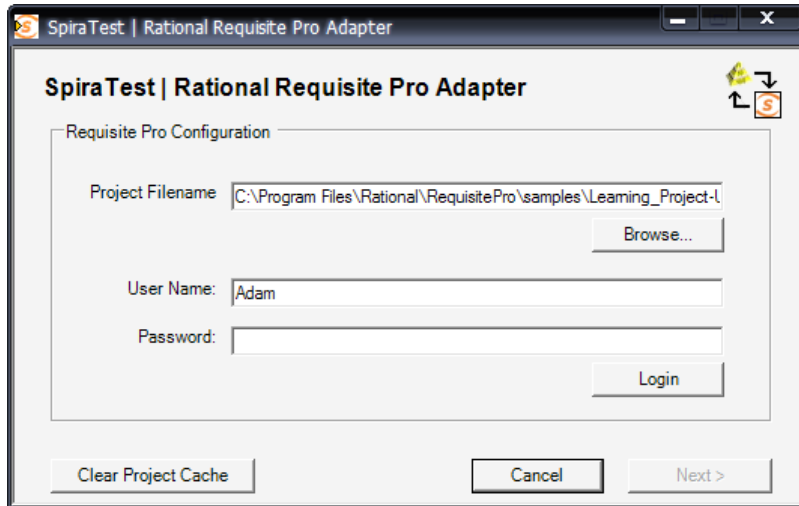 SpiraTest | Rational Requisite Pro Adapter
SpiraTest | Rational Requisite Pro Adapter
Requisite Pro Configuration
Project Filename C:\Program Files\Rational\RequisitePro\samples\Learning_Project-U
Browse...
User Name: Adam
Password:
Login
Clear Project Cache Cancel Next >